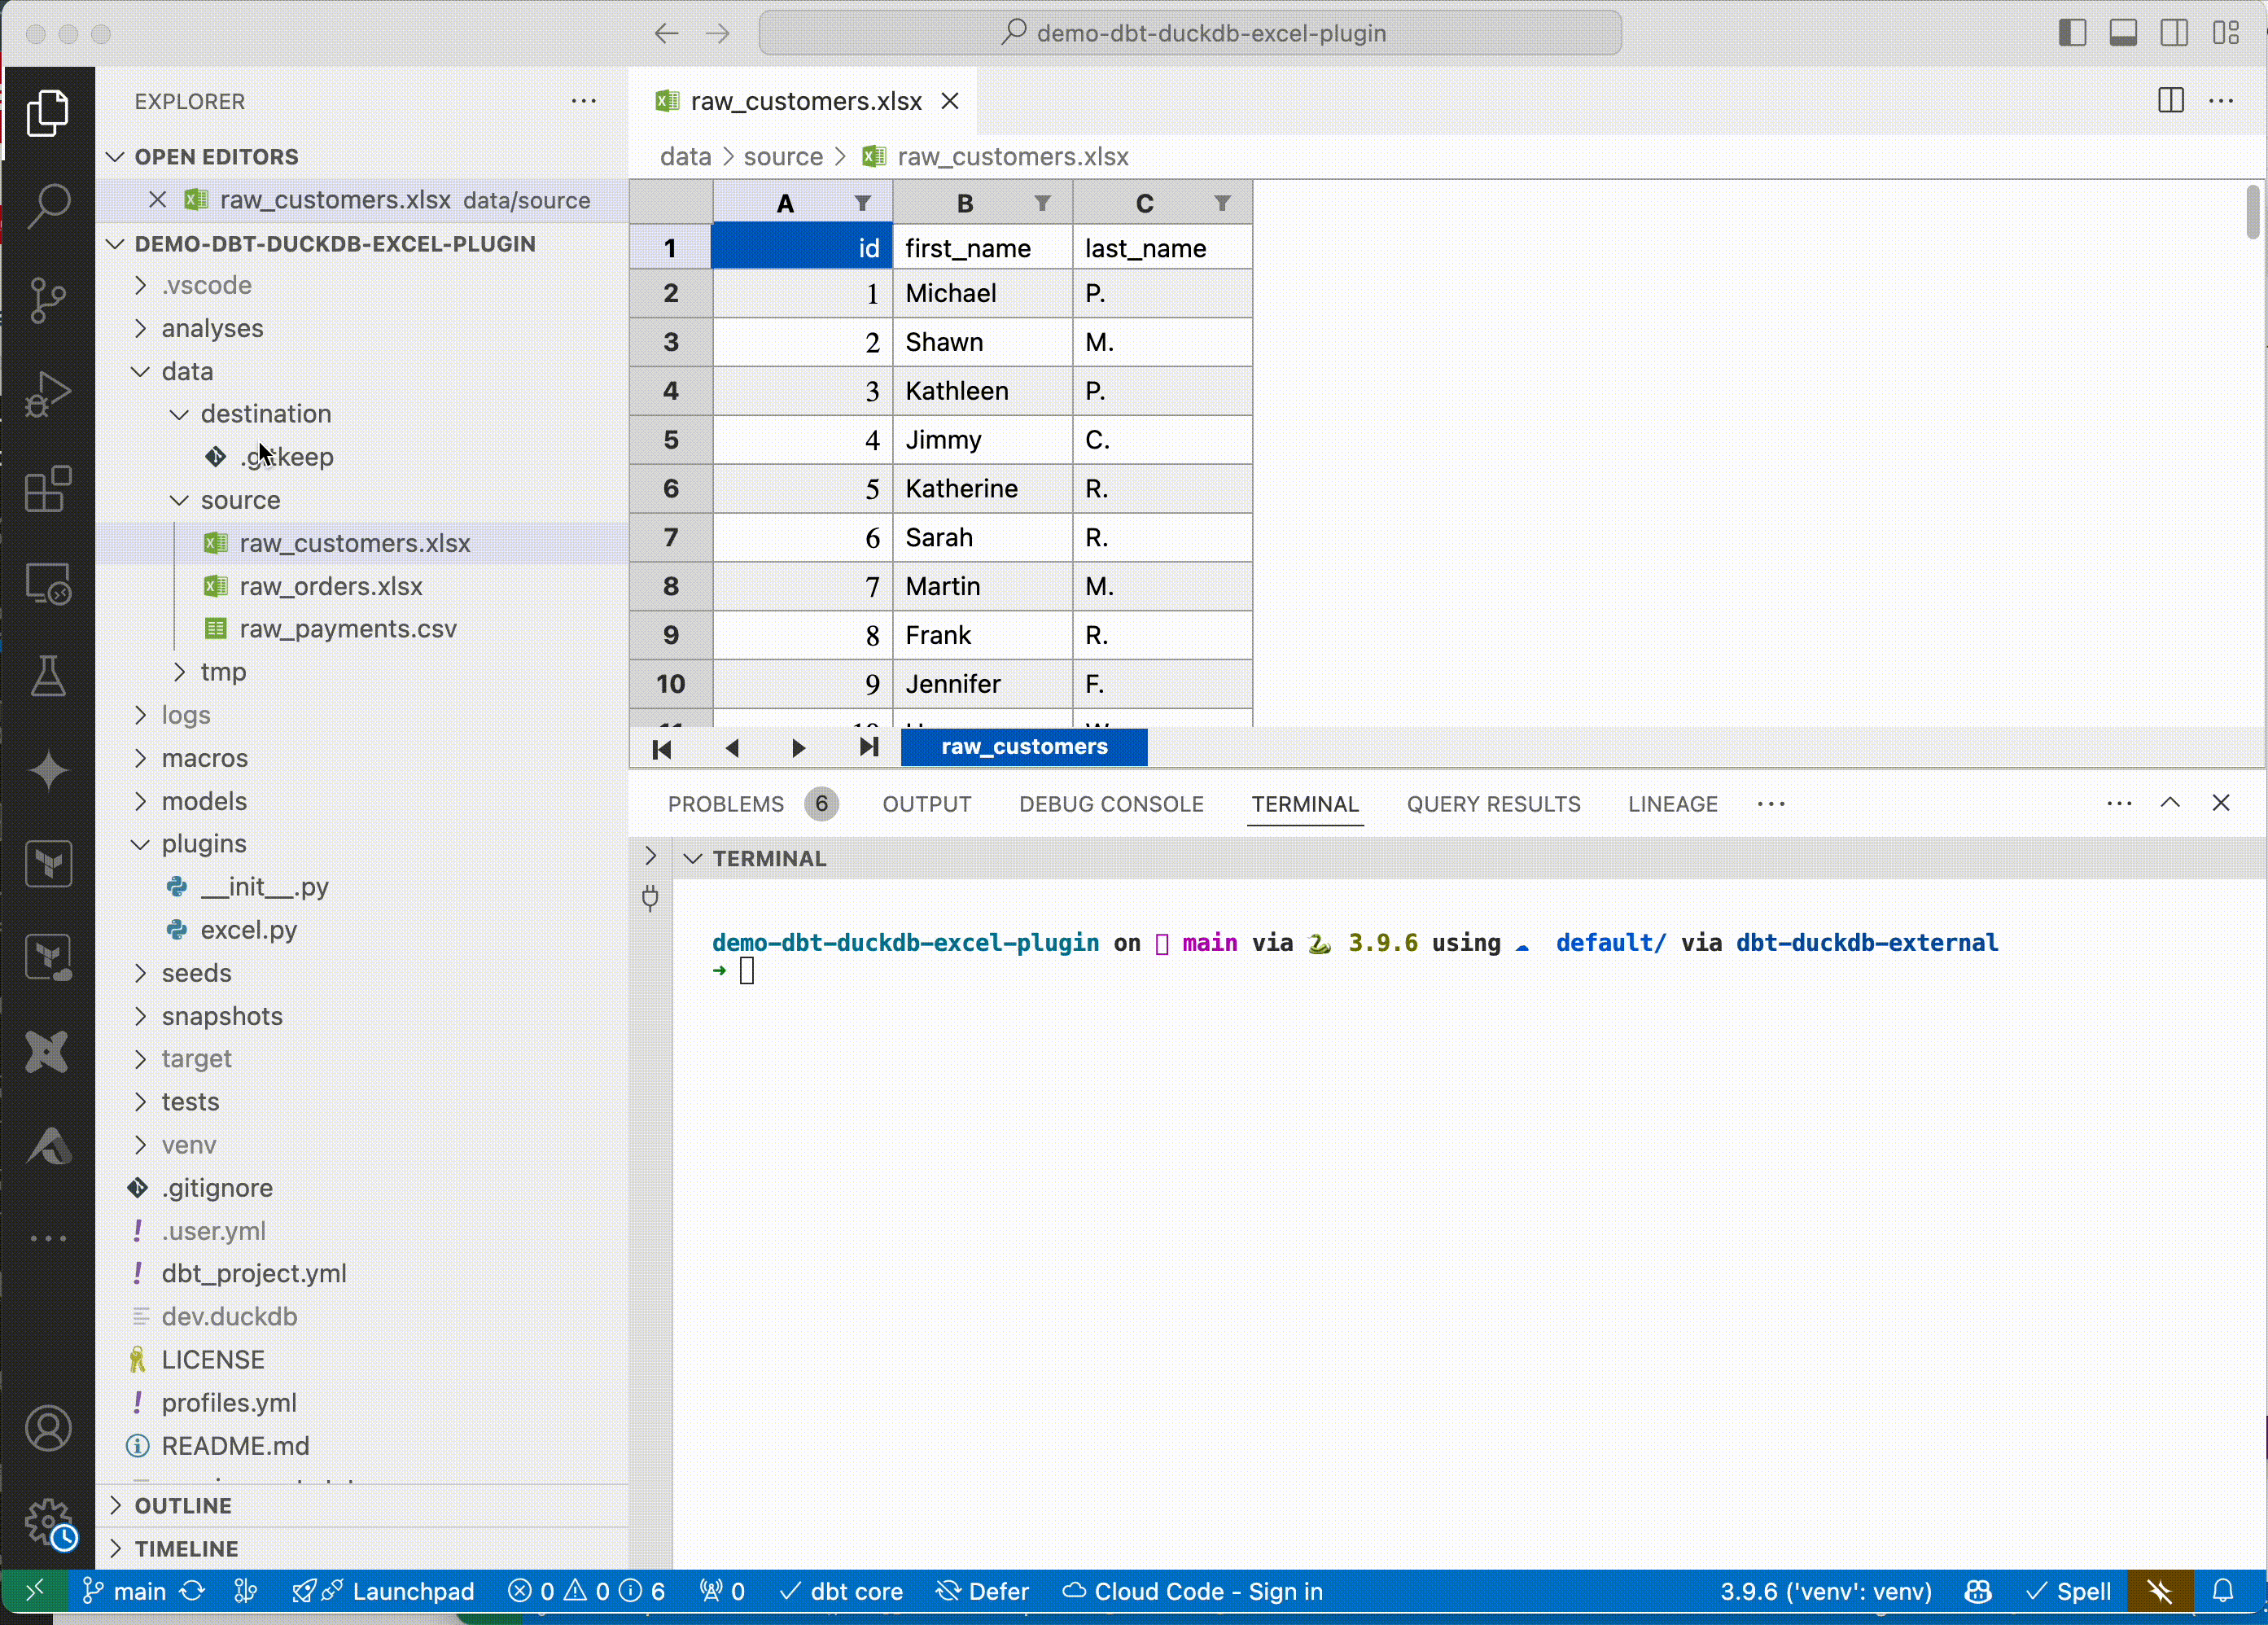 demo-dbt-duckdb-excel-plugin
EXPLORER
OPEN EDITORS
raw_customers.xlsx data/source
DEMO-DBT-DUCKDB-EXCEL-PLUGIN
.vscode
analyses
data
destination
.gitkeep
source
raw_customers.xlsx
raw_orders.xlsx
raw_payments.csv
tmp
logs
macros
models
plugins
__init__.py
excel.py
seeds
snapshots
target
tests
venv
.gitignore
.user.yml
dbt_project.yml
dev.duckdb
LICENSE
profiles.yml
README.md
OUTLINE
TIMELINE
raw_customers.xlsx
data > source > raw_customers.xlsx
A B C
1 id first_name last_name
2 1 Michael P.
3 2 Shawn M.
4 3 Kathleen P.
5 4 Jimmy C.
6 5 Katherine R.
7 6 Sarah R.
8 7 Martin M.
9 8 Frank R.
10 9 Jennifer F.
raw_customers
PROBLEMS 6 OUTPUT DEBUG CONSOLE TERMINAL QUERY RESULTS LINEAGE
TERMINAL
demo-dbt-duckdb-excel-plugin on main via 🐍 3.9.6 using ☁ default/ via dbt-duckdb-external
➜
main Launchpad 0 0 6 0 dbt core Defer Cloud Code - Sign in 3.9.6 ('venv': venv) Spell